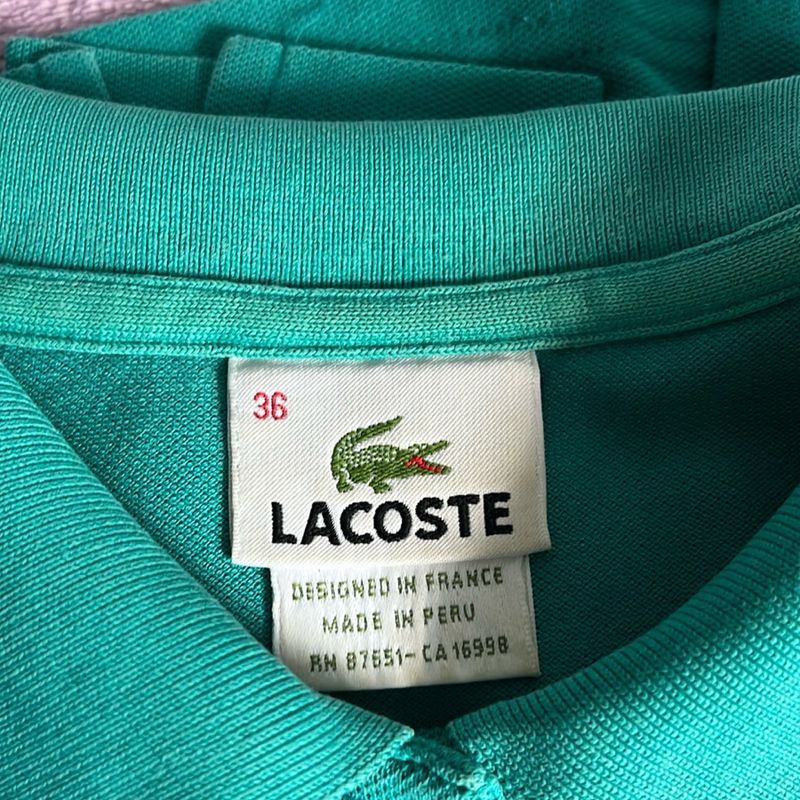 36
LACOSTE
DESIGNED IN FRANCE
MADE IN PERU
RN 87651-CA 16998